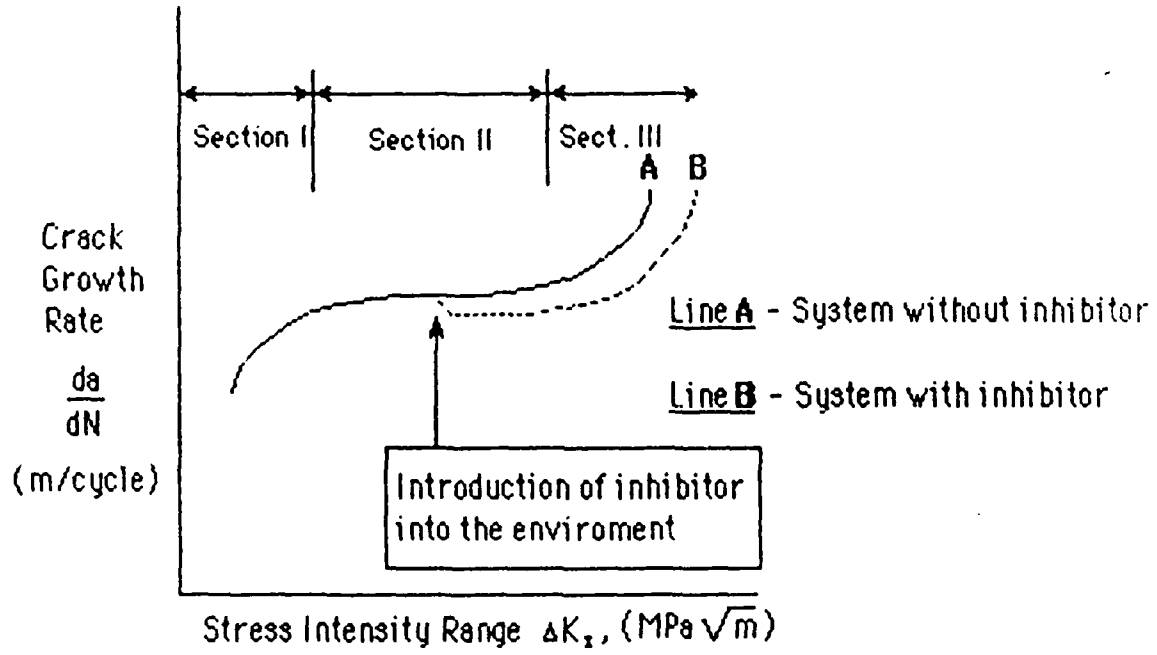 Section I
Section II
Sect. III
A
B
Crack
Growth
Rate
da
dN
(m/cycle)
Line A - System without inhibitor
Line B - System with inhibitor
Introduction of inhibitor
into the enviroment
Stress Intensity Range ΔK_I, (MPa√m)